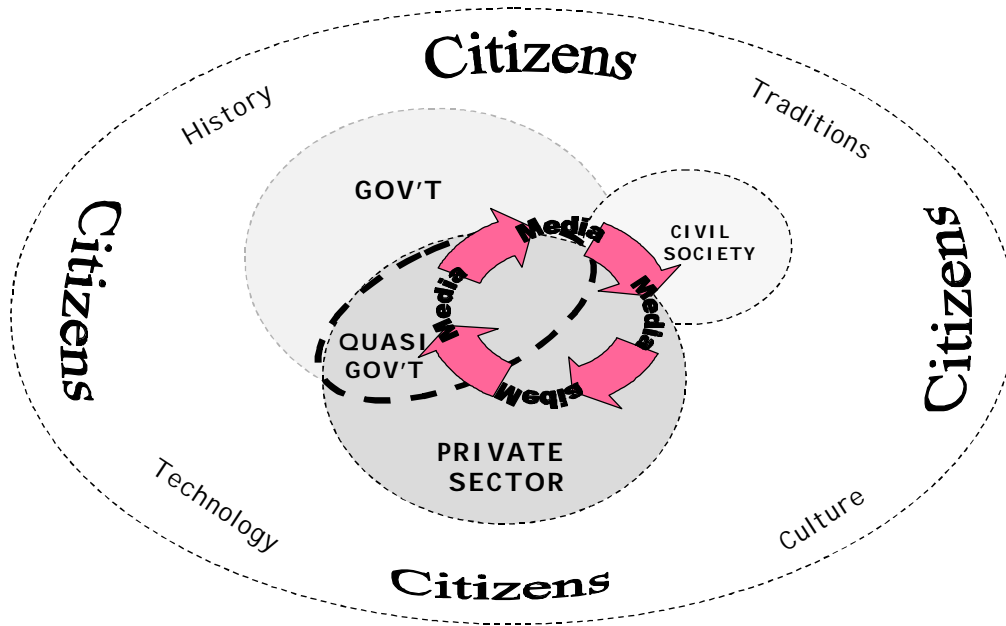 Citizens
History
Traditions
GOV'T
CIVIL
SOCIETY
Media
Media
Media
Media
Citizens
Citizens
QUASI
GOV'T
PRIVATE
SECTOR
Technology
Culture
Citizens